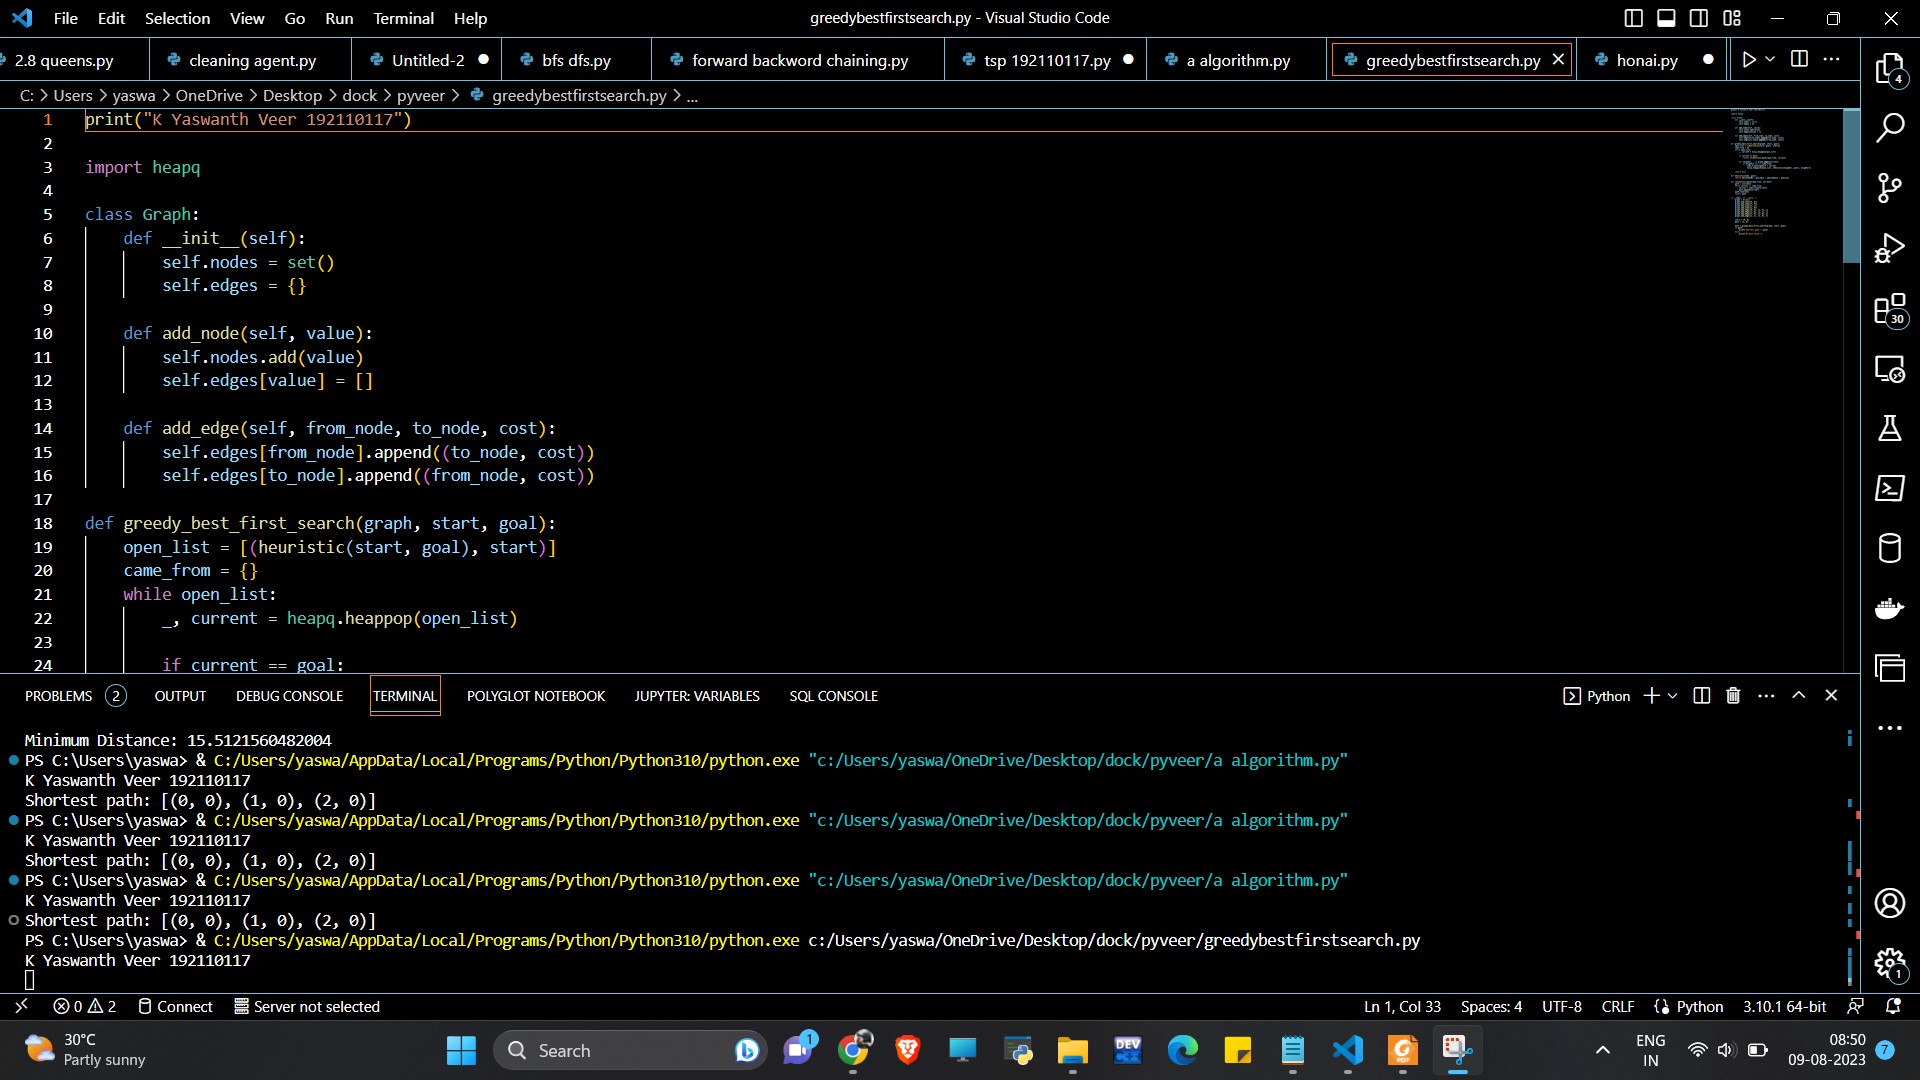 File Edit Selection View Go Run Terminal Help
greedybestfirstsearch.py - Visual Studio Code
2.8 queens.py cleaning agent.py Untitled-2 bfs dfs.py forward backword chaining.py tsp 192110117.py a algorithm.py greedybestfirstsearch.py honai.py
C: > Users > yaswa > OneDrive > Desktop > dock > pyveer > greedybestfirstsearch.py > ...
1 print("K Yaswanth Veer 192110117")
2
3 import heapq
4
5 class Graph:
6     def __init__(self):
7         self.nodes = set()
8         self.edges = {}
9
10     def add_node(self, value):
11         self.nodes.add(value)
12         self.edges[value] = []
13
14     def add_edge(self, from_node, to_node, cost):
15         self.edges[from_node].append((to_node, cost))
16         self.edges[to_node].append((from_node, cost))
17
18 def greedy_best_first_search(graph, start, goal):
19     open_list = [(heuristic(start, goal), start)]
20     came_from = {}
21     while open_list:
22         _, current = heapq.heappop(open_list)
23
24         if current == goal:
4
30
1
PROBLEMS 2 OUTPUT DEBUG CONSOLE TERMINAL POLYGLOT NOTEBOOK JUPYTER: VARIABLES SQL CONSOLE
Python
Minimum Distance: 15.5121560482004
PS C:\Users\yaswa> & C:/Users/yaswa/AppData/Local/Programs/Python/Python310/python.exe "c:/Users/yaswa/OneDrive/Desktop/dock/pyveer/a algorithm.py"
K Yaswanth Veer 192110117
Shortest path: [(0, 0), (1, 0), (2, 0)]
PS C:\Users\yaswa> & C:/Users/yaswa/AppData/Local/Programs/Python/Python310/python.exe "c:/Users/yaswa/OneDrive/Desktop/dock/pyveer/a algorithm.py"
K Yaswanth Veer 192110117
Shortest path: [(0, 0), (1, 0), (2, 0)]
PS C:\Users\yaswa> & C:/Users/yaswa/AppData/Local/Programs/Python/Python310/python.exe "c:/Users/yaswa/OneDrive/Desktop/dock/pyveer/a algorithm.py"
K Yaswanth Veer 192110117
Shortest path: [(0, 0), (1, 0), (2, 0)]
PS C:\Users\yaswa> & C:/Users/yaswa/AppData/Local/Programs/Python/Python310/python.exe c:/Users/yaswa/OneDrive/Desktop/dock/pyveer/greedybestfirstsearch.py
K Yaswanth Veer 192110117
0 2 Connect Server not selected Ln 1, Col 33 Spaces: 4 UTF-8 CRLF Python 3.10.1 64-bit
30°C
Partly sunny
Search
1
DEV
PDF
ENG
IN
08:50
09-08-2023
7